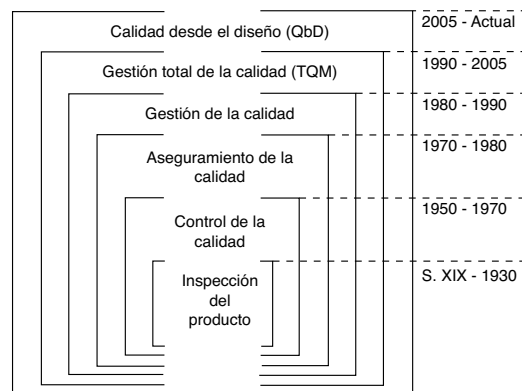 Calidad desde el diseño (QbD)
2005 - Actual
Gestión total de la calidad (TQM)
1990 - 2005
Gestión de la calidad
1980 - 1990
Aseguramiento de la
calidad
1970 - 1980
Control de la
calidad
1950 - 1970
Inspección
del
producto
S. XIX - 1930